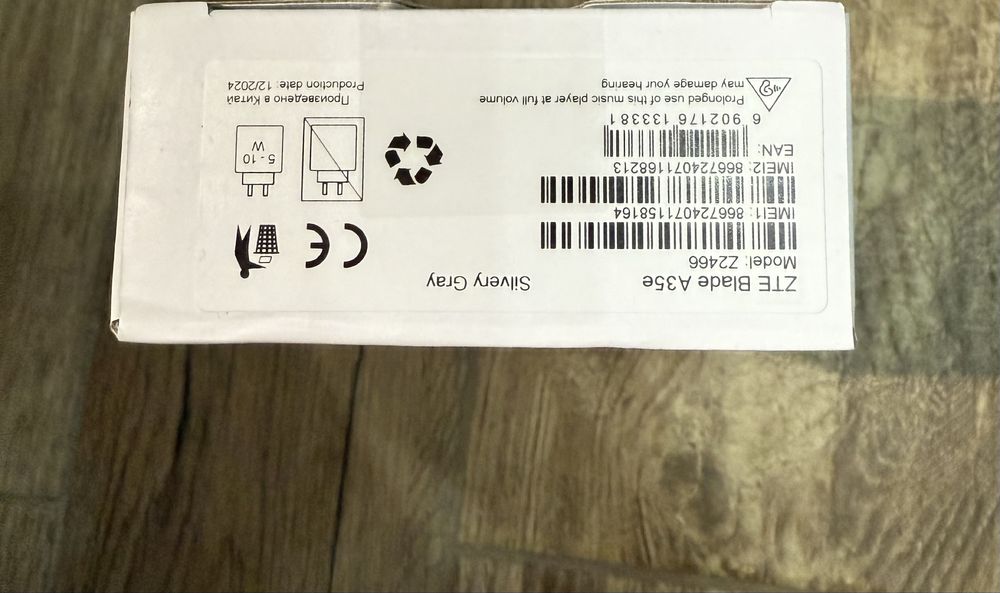 ZTE Blade A35e
Silvery Gray
Model: Z2466
IMEI1: 866724071158164
IMEI2: 866724071168213
EAN:
6 902176 133381
Prolonged use of this music player at full volume
may damage your hearing
CE
5 - 10
W
Произведено в Китай
Production date: 12/2024